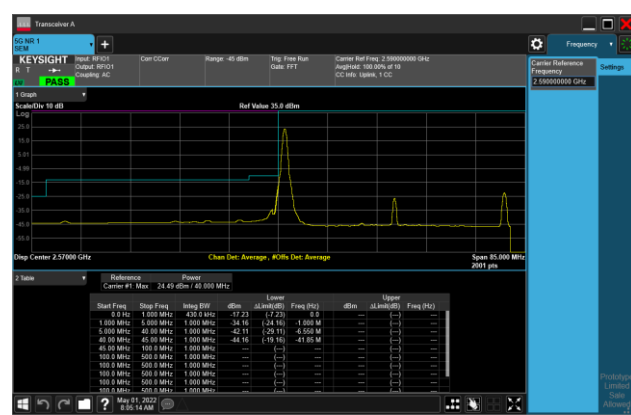 Transceiver A
5G NR 1
SEM
Frequency
KEYSIGHT Input: RFIO1 Corr CCorr Range: -45 dBm Trig: Free Run Carrier Ref Freq: 2.590000000 GHz
R T Output: RFIO1 Gate: FFT Avg|Hold: 100.00% of 10
Coupling: AC CC Info: Uplink, 1 CC
PASS
Carrier Reference
Frequency
2.590000000 GHz
Settings
1 Graph
Scale/Div 10 dB Ref Value 35.0 dBm
Log
25.0
15.0
5.01
-4.99
-15.0
-25.0
-35.0
-45.0
-55.0
Disp Center 2.57000 GHz Chan Det: Average , #Offs Det: Average Span 85.000 MHz
2001 pts
2 Table
Reference Power
Carrier #1: Max 24.49 dBm / 40.000 MHz
Lower Upper
Start Freq Stop Freq Integ BW dBm ΔLimit(dB) Freq (Hz) dBm ΔLimit(dB) Freq (Hz)
0.0 Hz 1.000 MHz 430.0 kHz -17.23 (-7.23) 0.0 --- (---) ---
1.000 MHz 5.000 MHz 1.000 MHz -34.16 (-24.16) -1.000 M --- (---) ---
5.000 MHz 40.00 MHz 1.000 MHz -42.11 (-29.11) -6.550 M --- (---) ---
40.00 MHz 45.00 MHz 1.000 MHz -44.16 (-19.16) -41.85 M --- (---) ---
45.00 MHz 100.0 MHz 1.000 MHz --- (---) --- --- (---) ---
100.0 MHz 500.0 MHz 1.000 MHz --- (---) --- --- (---) ---
100.0 MHz 500.0 MHz 1.000 MHz --- (---) --- --- (---) ---
100.0 MHz 500.0 MHz 1.000 MHz --- (---) --- --- (---) ---
100.0 MHz 500.0 MHz 1.000 MHz --- (---) --- --- (---) ---
Prototype
Limited
Sale
Allowed
May 01, 2022
8:05:14 AM